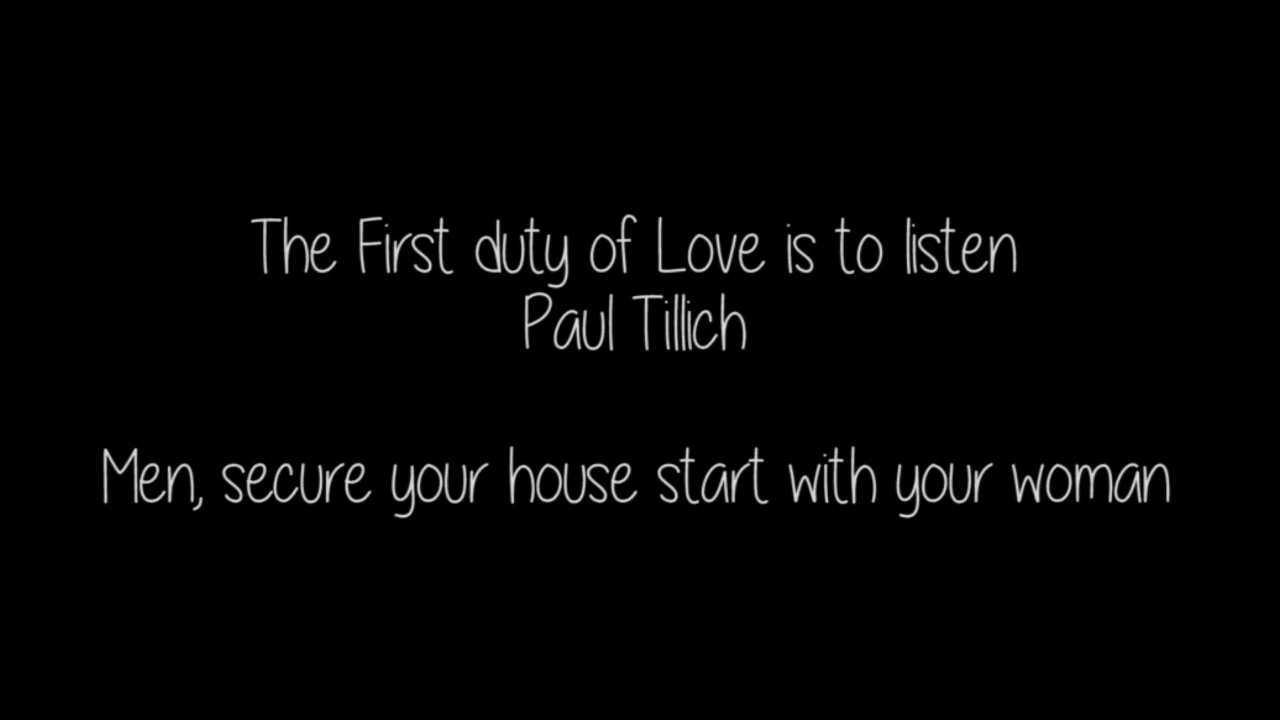 The First duty of Love is to listen
Paul Tillich
Men, secure your house start with your woman